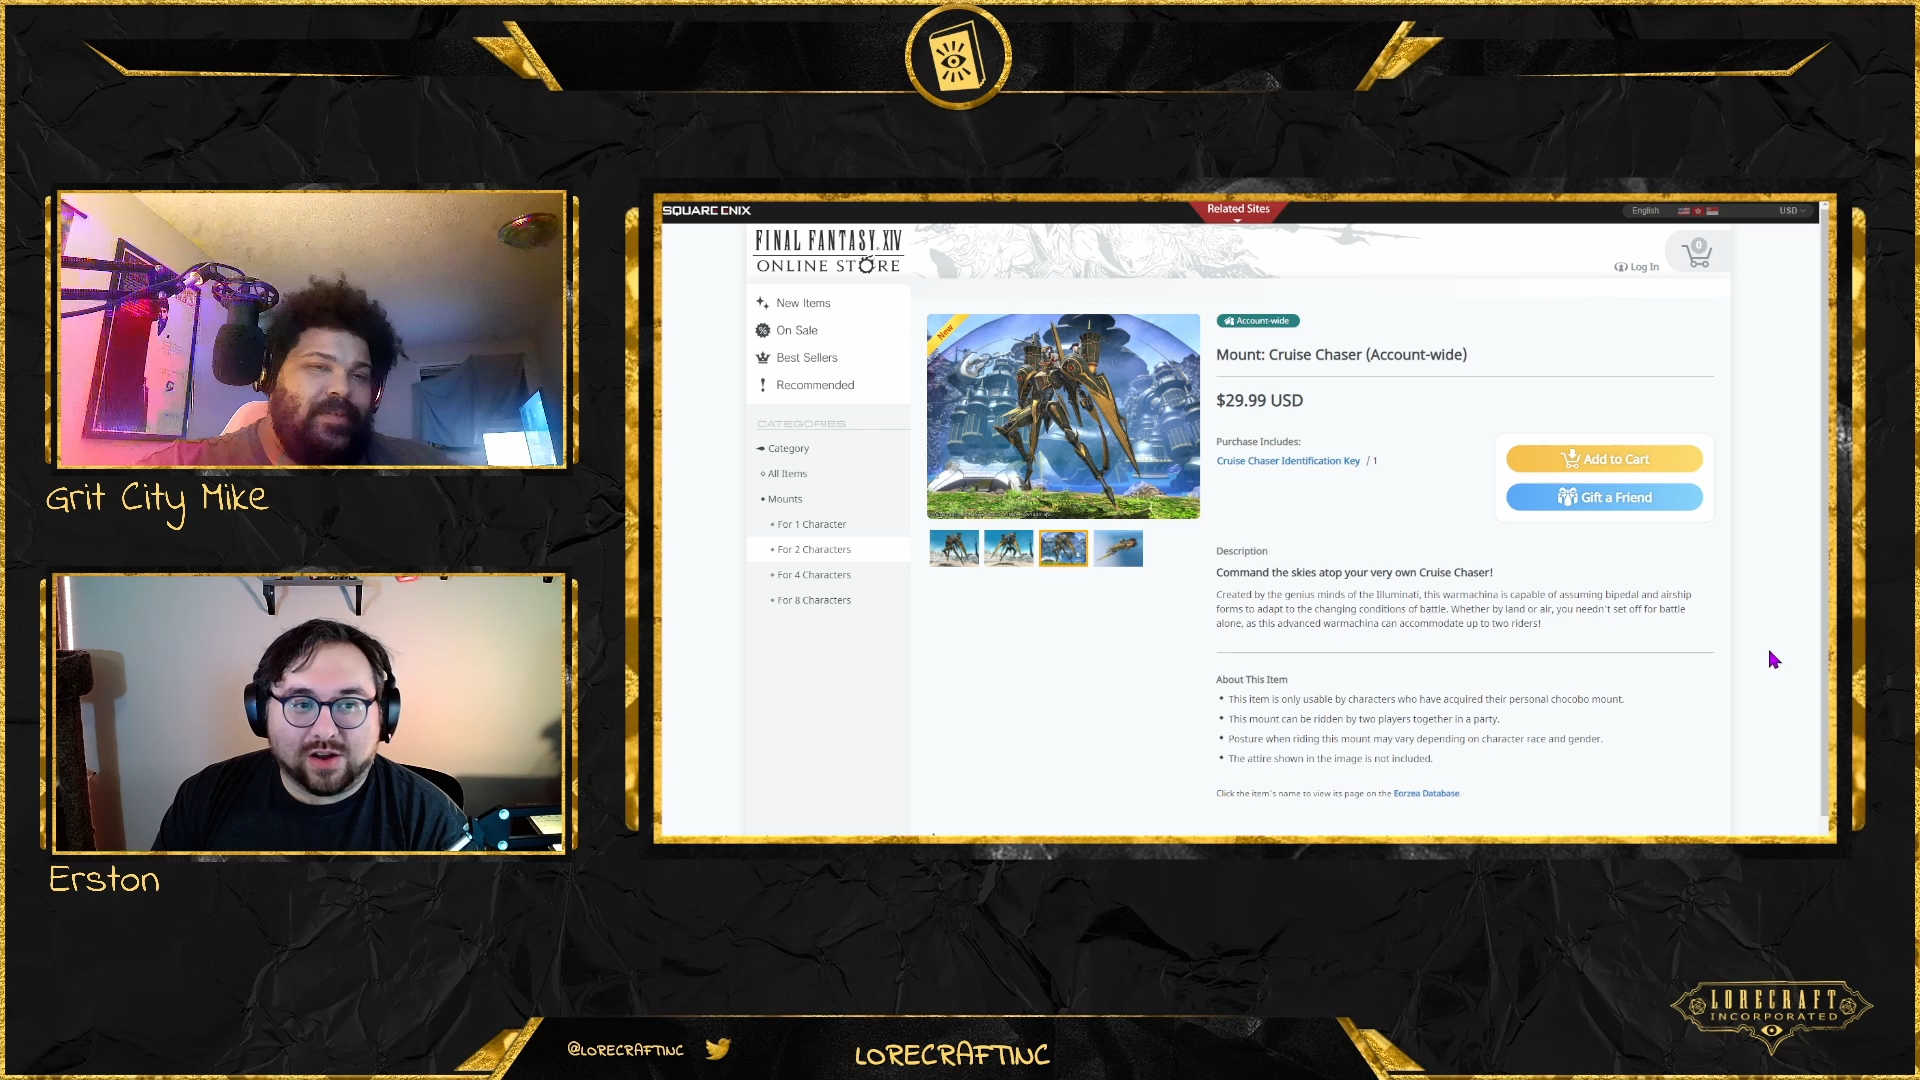 SQUARE ENIX
Related Sites
English
USD
FINAL FANTASY XIV
ONLINE STORE
0
Log In
New Items
On Sale
Best Sellers
Recommended
CATEGORIES
Category
All Items
Mounts
For 1 Character
For 2 Characters
For 4 Characters
For 8 Characters
New
Account-wide
Mount: Cruise Chaser (Account-wide)
$29.99 USD
Purchase Includes:
Cruise Chaser Identification Key / 1
Add to Cart
Gift a Friend
Description
Command the skies atop your very own Cruise Chaser!
Created by the genius minds of the Illuminati, this warmachina is capable of assuming bipedal and airship
forms to adapt to the changing conditions of battle. Whether by land or air, you needn't set off for battle
alone, as this advanced warmachina can accommodate up to two riders!
About This Item
This item is only usable by characters who have acquired their personal chocobo mount.
This mount can be ridden by two players together in a party.
Posture when riding this mount may vary depending on character race and gender.
The attire shown in the image is not included.
Click the item's name to view its page on the Eorzea Database.
Grit City Mike
Erston
@LORECRAFTINC
LORECRAFTINC
LORECRAFT
INCORPORATED